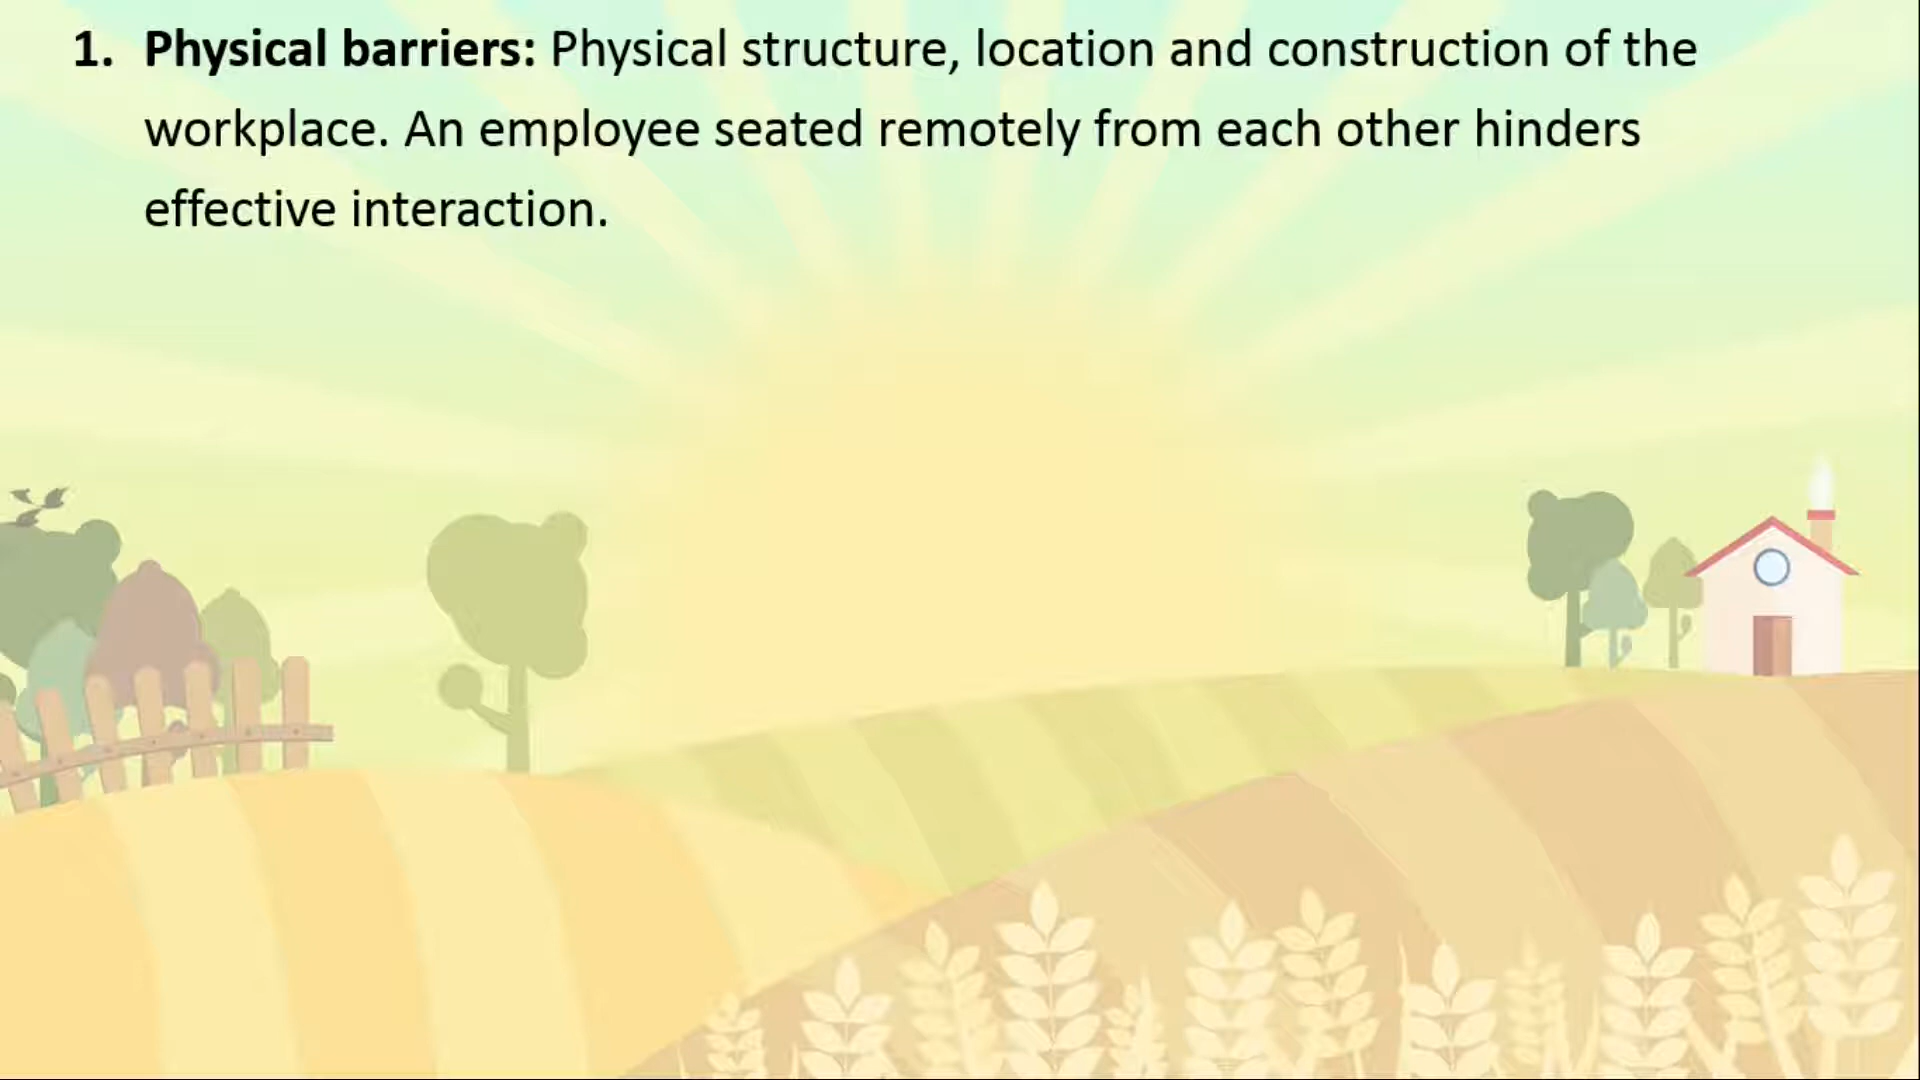 1. Physical barriers: Physical structure, location and construction of the
workplace. An employee seated remotely from each other hinders
effective interaction.